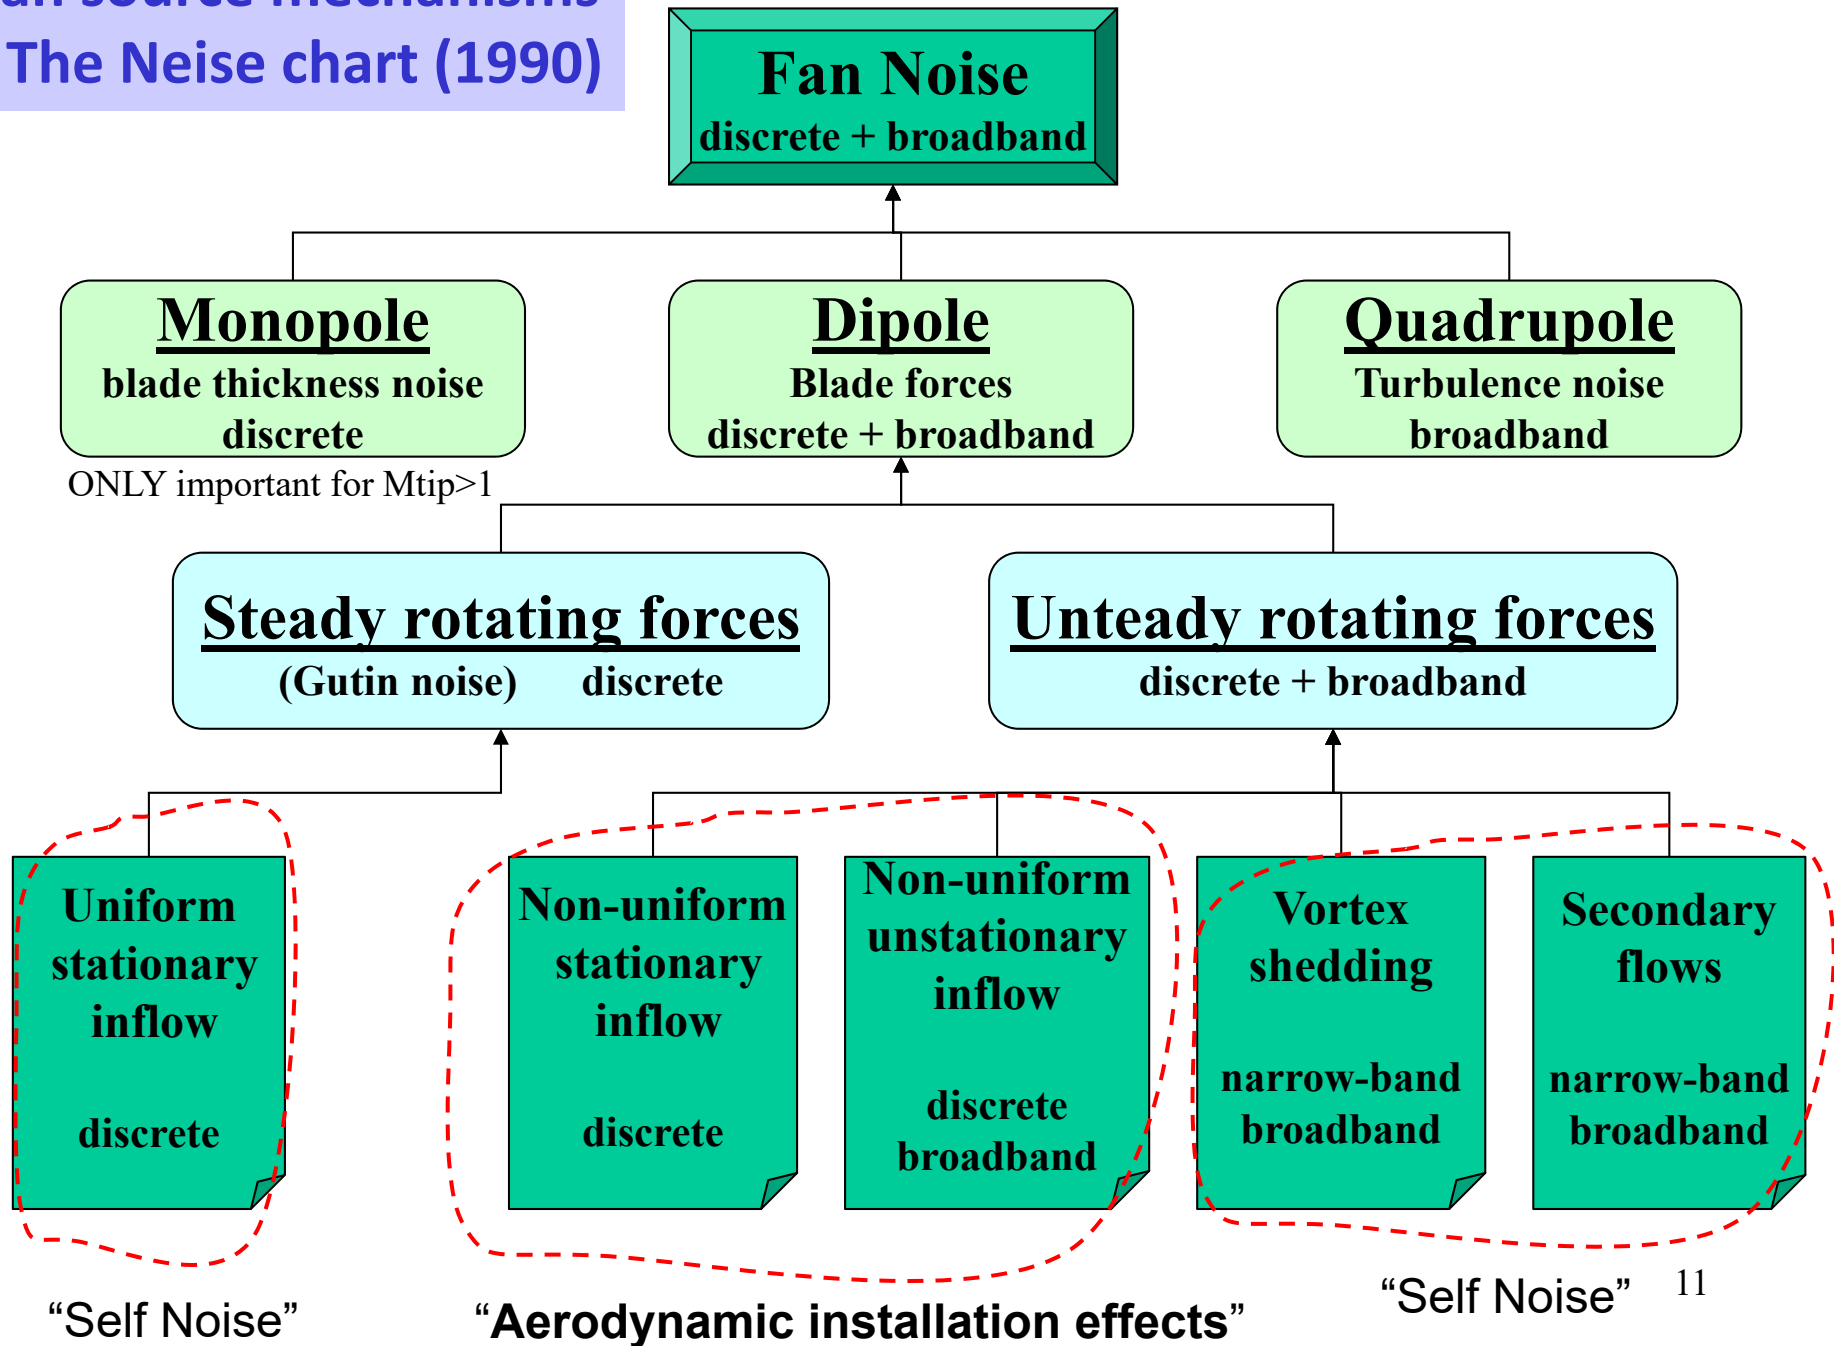 an source mechanisms
The Neise chart (1990)
Fan Noise
discrete + broadband
Monopole
blade thickness noise
discrete
ONLY important for Mtip>1
Dipole
Blade forces
discrete + broadband
Quadrupole
Turbulence noise
broadband
Steady rotating forces
(Gutin noise) discrete
Unteady rotating forces
discrete + broadband
Uniform
stationary
inflow
discrete
Non-uniform
stationary
inflow
discrete
Non-uniform
unstationary
inflow
discrete
broadband
Vortex
shedding
narrow-band
broadband
Secondary
flows
narrow-band
broadband
“Self Noise”
“Aerodynamic installation effects”
“Self Noise”
11